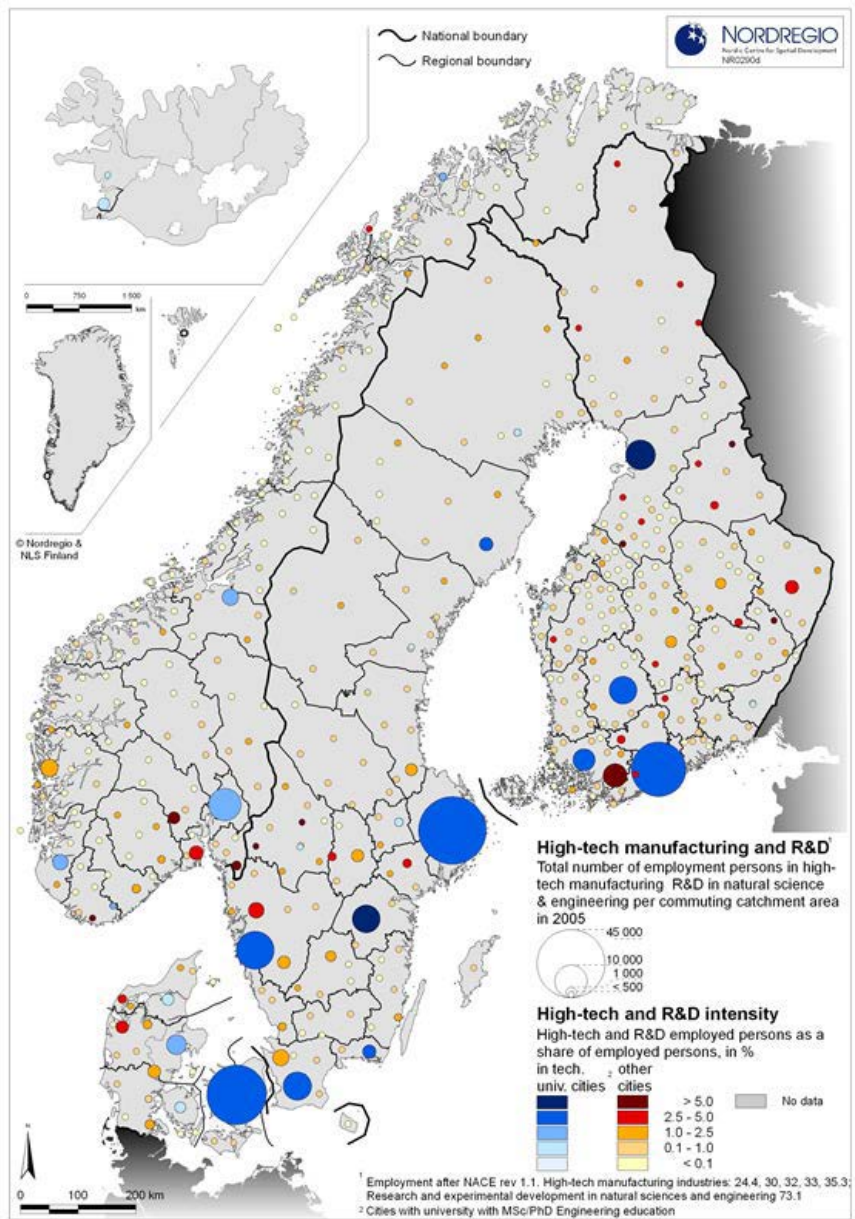 National boundary
Regional boundary
NORDREGIO
Nordic Centre for Spatial Development
NR0290d
0 750 1 500
km
© Nordregio &
NLS Finland
High-tech manufacturing and R&D¹
Total number of employment persons in high-
tech manufacturing R&D in natural science
& engineering per commuting catchment area
in 2005
45 000
10 000
1 000
< 500
High-tech and R&D intensity
High-tech and R&D employed persons as a
share of employed persons, in %
in tech. ² other
univ. cities cities
> 5.0 No data
2.5 - 5.0
1.0 - 2.5
0.1 - 1.0
< 0.1
N
0 50 100 200 km
¹ Employment after NACE rev 1.1. High-tech manufacturing industries: 24.4, 30, 32, 33, 35.3;
Research and experimental development in natural sciences and engineering 73.1
² Cities with university with MSc/PhD Engineering education